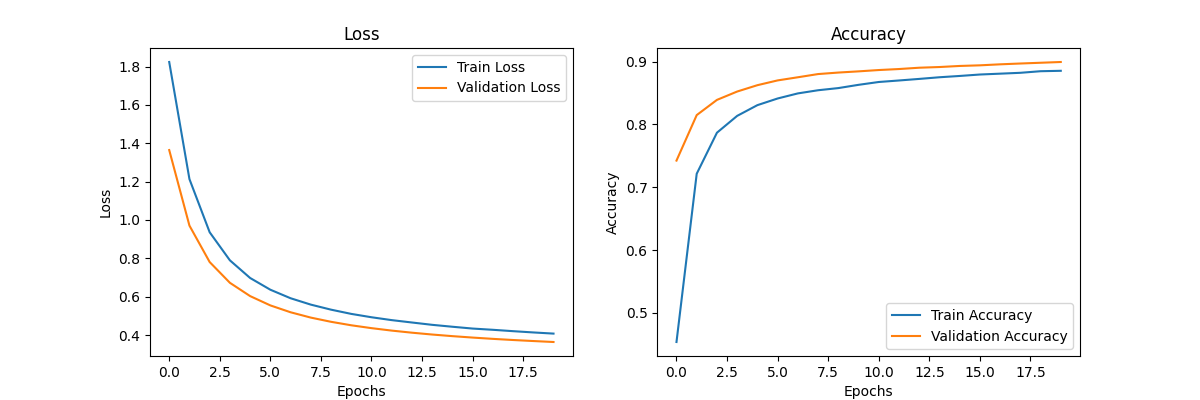 Loss
Train Loss
Validation Loss
1.8
1.6
1.4
1.2
1.0
0.8
0.6
0.4
Loss
0.0 2.5 5.0 7.5 10.0 12.5 15.0 17.5
Epochs
Accuracy
0.9
0.8
0.7
0.6
0.5
Accuracy
Train Accuracy
Validation Accuracy
0.0 2.5 5.0 7.5 10.0 12.5 15.0 17.5
Epochs